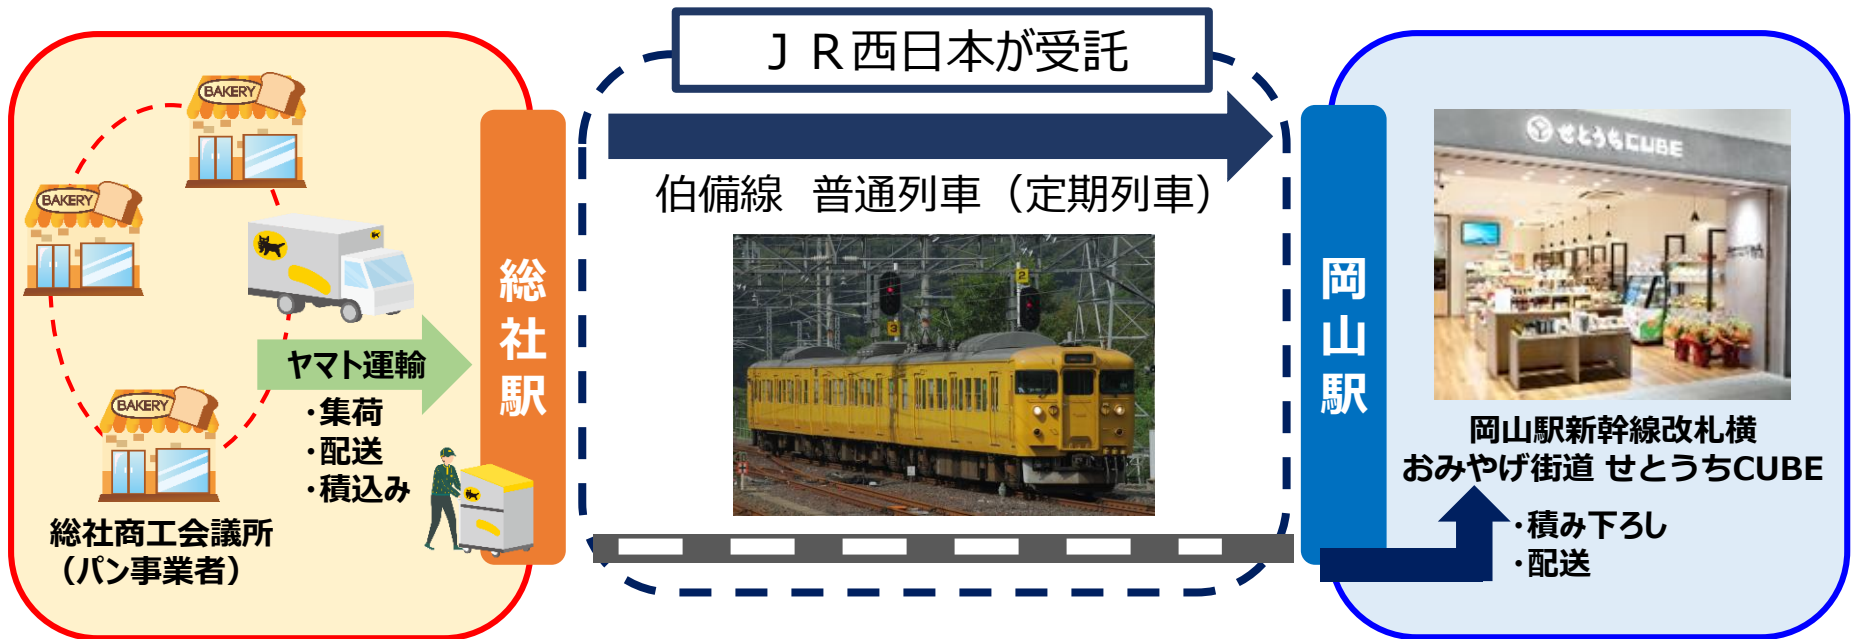 ＪＲ西日本が受託
BAKERY
BAKERY
BAKERY
ヤマト運輸
・集荷
・配送
・積込み
総社商工会議所
（パン事業者）
総社駅
伯備線 普通列車（定期列車）
2
3
岡山駅
せとうちCUBE
岡山駅新幹線改札横
おみやげ街道 せとうちCUBE
・積み下ろし
・配送